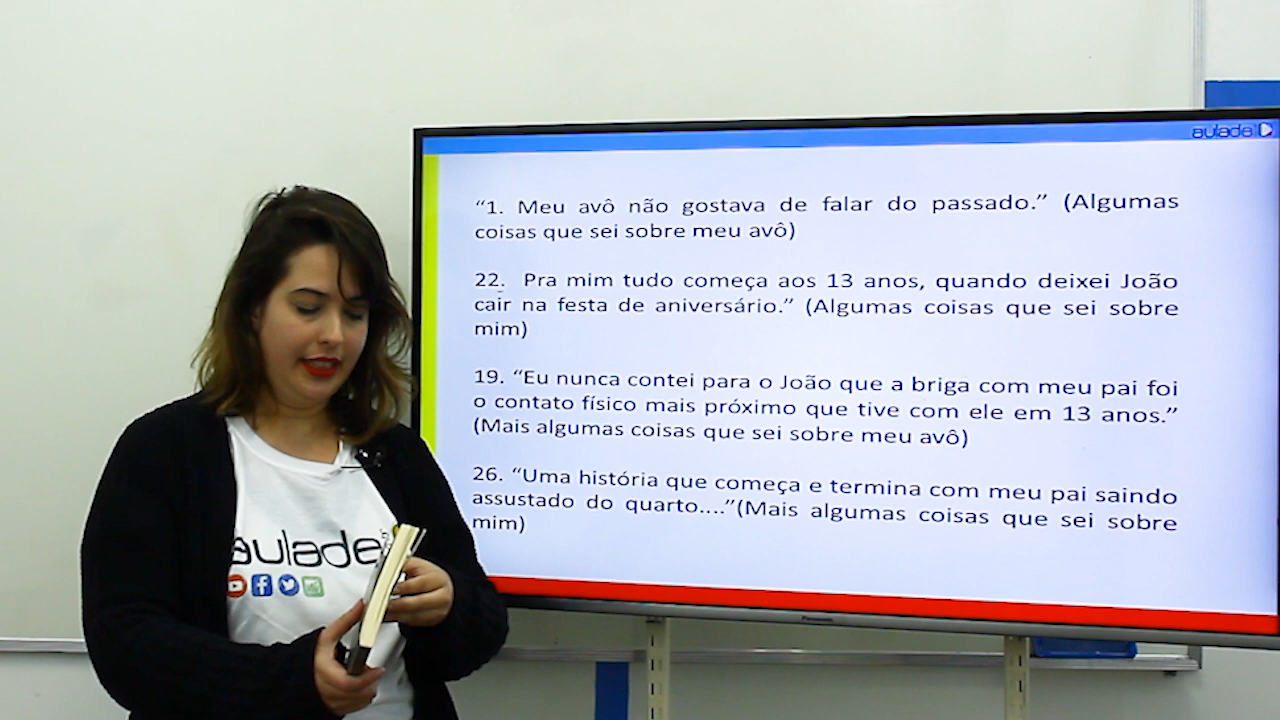 aulade
“1. Meu avô não gostava de falar do passado.” (Algumas
coisas que sei sobre meu avô)
22. Pra mim tudo começa aos 13 anos, quando deixei João
cair na festa de aniversário.” (Algumas coisas que sei sobre
mim)
19. “Eu nunca contei para o João que a briga com meu pai foi
o contato físico mais próximo que tive com ele em 13 anos.”
(Mais algumas coisas que sei sobre meu avô)
26. “Uma história que começa e termina com meu pai saindo
assustado do quarto....”(Mais algumas coisas que sei sobre
mim)
aulade
Panasonic